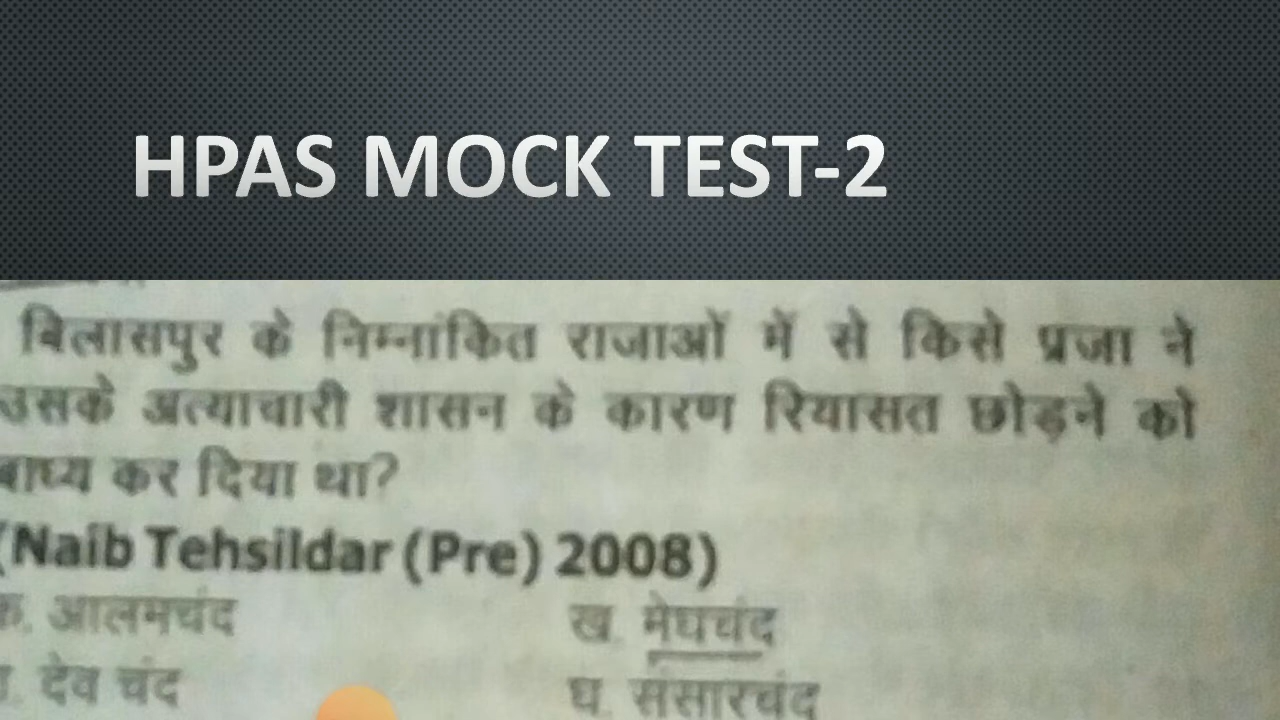 HPAS MOCK TEST-2
बिलासपुर के निम्नांकित राजाओं में से किसे प्रजा ने
उसके अत्याचारी शासन के कारण रियासत छोड़ने को
बाध्य कर दिया था?
(Naib Tehsildar (Pre) 2008)
क. आलमचंद
ख. मेघचंद
देव चंद
घ. संसारचंद